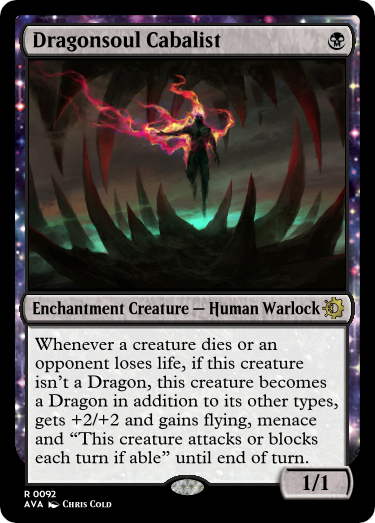 Dragonsoul Cabalist
Enchantment Creature — Human Warlock
Whenever a creature dies or an
opponent loses life, if this creature
isn't a Dragon, this creature becomes
a Dragon in addition to its other types,
gets +2/+2 and gains flying, menace
and “This creature attacks or blocks
each turn if able” until end of turn.
1/1
R 0092
AVA Chris Cold